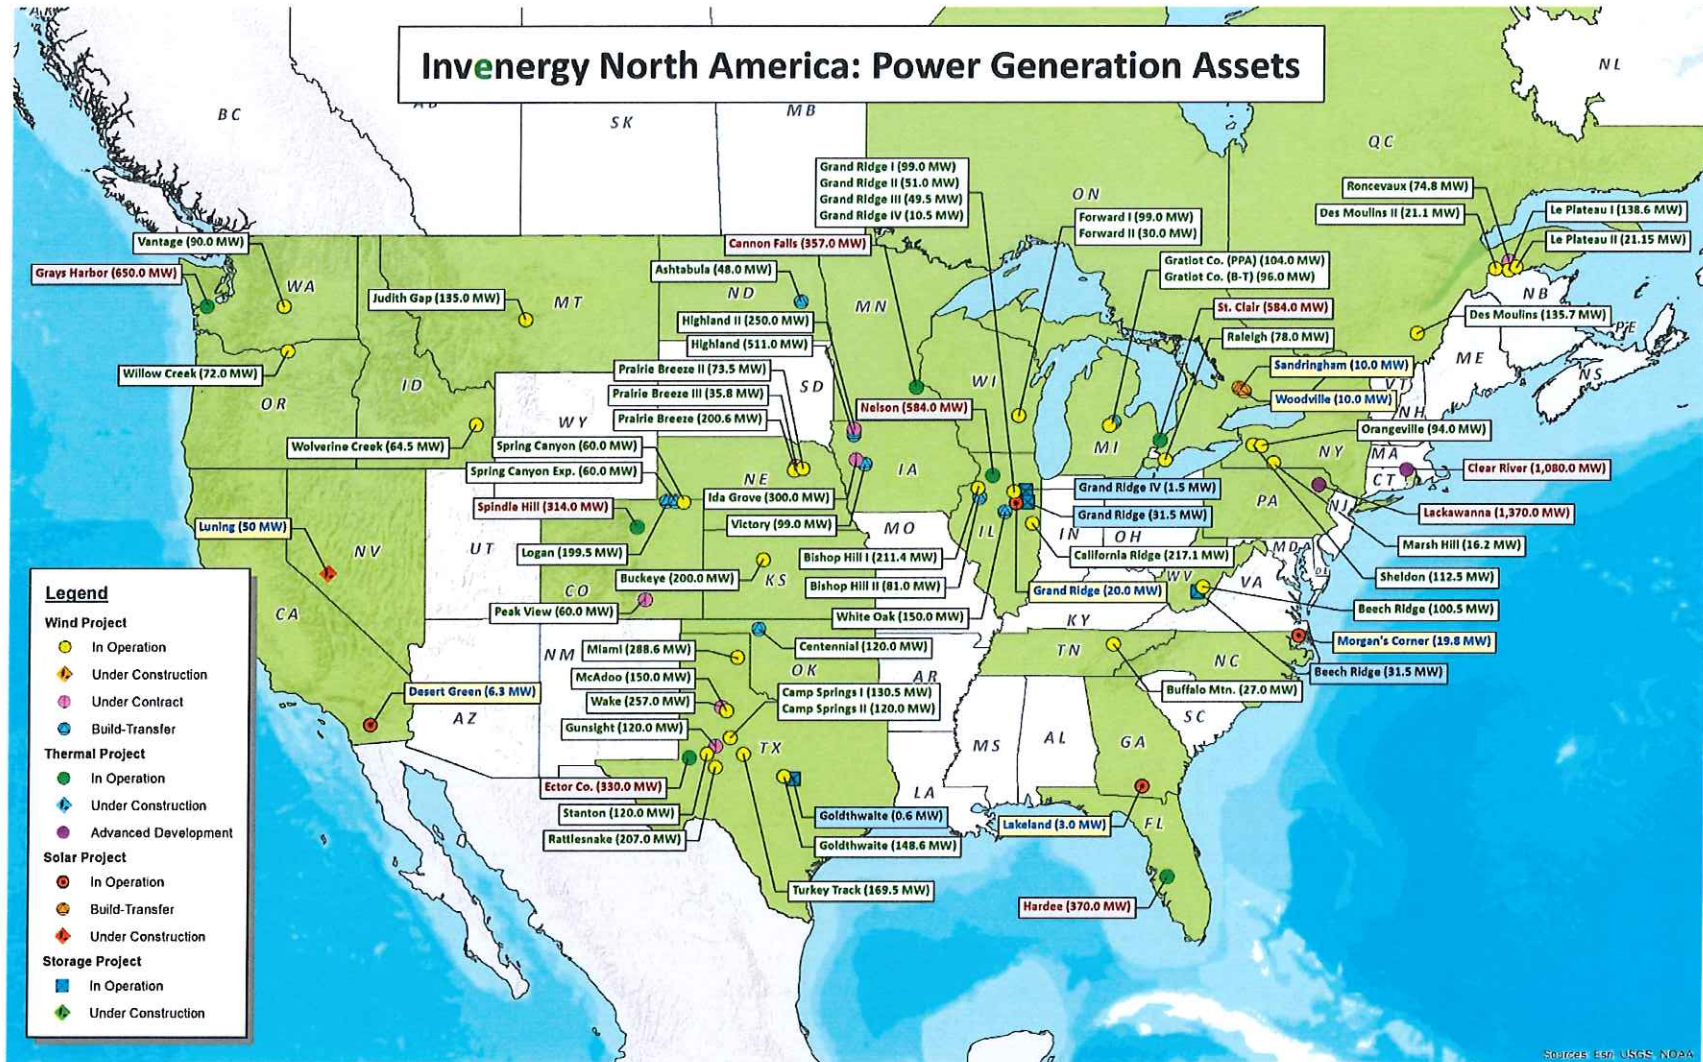 Invenergy North America: Power Generation Assets
NL
BC
SK
MB
QC
ON
Grand Ridge I (99.0 MW)
Grand Ridge II (51.0 MW)
Grand Ridge III (49.5 MW)
Grand Ridge IV (10.5 MW)
Roncevaux (74.8 MW)
Des Moulins II (21.1 MW)
Le Plateau I (138.6 MW)
Le Plateau II (21.15 MW)
Forward I (99.0 MW)
Forward II (30.0 MW)
Vantage (90.0 MW)
Cannon Falls (357.0 MW)
Gratiot Co. (PPA) (104.0 MW)
Gratiot Co. (B-T) (96.0 MW)
Grays Harbor (650.0 MW)
WA
Ashtabula (48.0 MW)
ND
MN
NB
Judith Gap (135.0 MW)
MT
St. Clair (584.0 MW)
Des Moulins (135.7 MW)
PE
Highland II (250.0 MW)
Raleigh (78.0 MW)
Highland (511.0 MW)
ME
NS
Willow Creek (72.0 MW)
ID
Prairie Breeze II (73.5 MW)
SD
WI
Sandringham (10.0 MW)
VT
OR
Prairie Breeze III (35.8 MW)
Woodville (10.0 MW)
NH
Nelson (584.0 MW)
WY
Prairie Breeze (200.6 MW)
Orangeville (94.0 MW)
Wolverine Creek (64.5 MW)
Spring Canyon (60.0 MW)
MI
NY
MA
Spring Canyon Exp. (60.0 MW)
NE
IA
Clear River (1,080.0 MW)
CT
Ida Grove (300.0 MW)
Grand Ridge IV (1.5 MW)
PA
Spindle Hill (314.0 MW)
Grand Ridge (31.5 MW)
NJ
Lackawanna (1,370.0 MW)
Luning (50 MW)
Victory (99.0 MW)
MO
IL
IN
OH
NV
UT
Logan (199.5 MW)
Bishop Hill I (211.4 MW)
California Ridge (217.1 MW)
MD
Marsh Hill (16.2 MW)
Buckeye (200.0 MW)
KS
Bishop Hill II (81.0 MW)
WV
VA
DE
Sheldon (112.5 MW)
CO
Grand Ridge (20.0 MW)
Peak View (60.0 MW)
White Oak (150.0 MW)
KY
Beech Ridge (100.5 MW)
CA
Morgan's Corner (19.8 MW)
NM
Miami (288.6 MW)
Centennial (120.0 MW)
TN
NC
OK
AR
Beech Ridge (31.5 MW)
McAdoo (150.0 MW)
Desert Green (6.3 MW)
Camp Springs I (130.5 MW)
Camp Springs II (120.0 MW)
Buffalo Mtn. (27.0 MW)
Wake (257.0 MW)
AZ
SC
Gunsight (120.0 MW)
TX
MS
AL
GA
Ector Co. (330.0 MW)
LA
Stanton (120.0 MW)
Goldthwaite (0.6 MW)
Lakeland (3.0 MW)
FL
Rattlesnake (207.0 MW)
Goldthwaite (148.6 MW)
Turkey Track (169.5 MW)
Hardee (370.0 MW)
Legend
Wind Project
In Operation
Under Construction
Under Contract
Build-Transfer
Thermal Project
In Operation
Under Construction
Advanced Development
Solar Project
In Operation
Build-Transfer
Under Construction
Storage Project
In Operation
Under Construction
Sources: Esri, USGS, NOAA